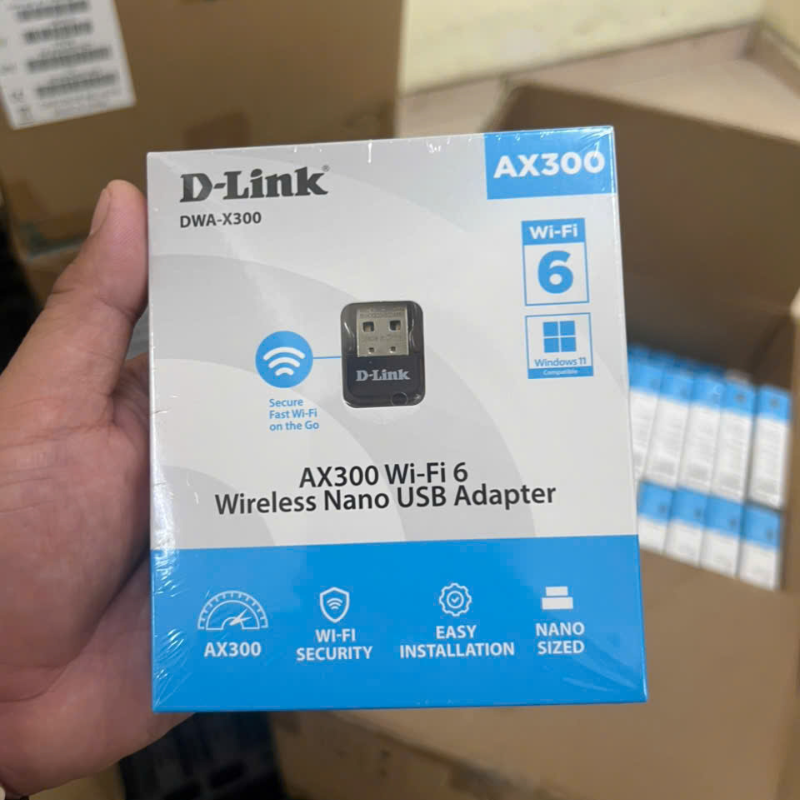 D-Link®
DWA-X300
AX300
Wi-Fi
6
Windows 11
Compatible
D-Link
Secure
Fast Wi-Fi
on the Go
AX300 Wi-Fi 6
Wireless Nano USB Adapter
AX300
WI-FI
SECURITY
EASY
INSTALLATION
NANO
SIZED